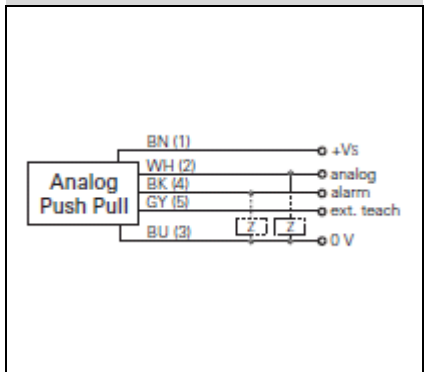 BN (1)
+Vs
WH (2)
analog
Analog
Push Pull
BK (4)
alarm
GY (5)
ext. teach
Z
Z
BU (3)
0 V